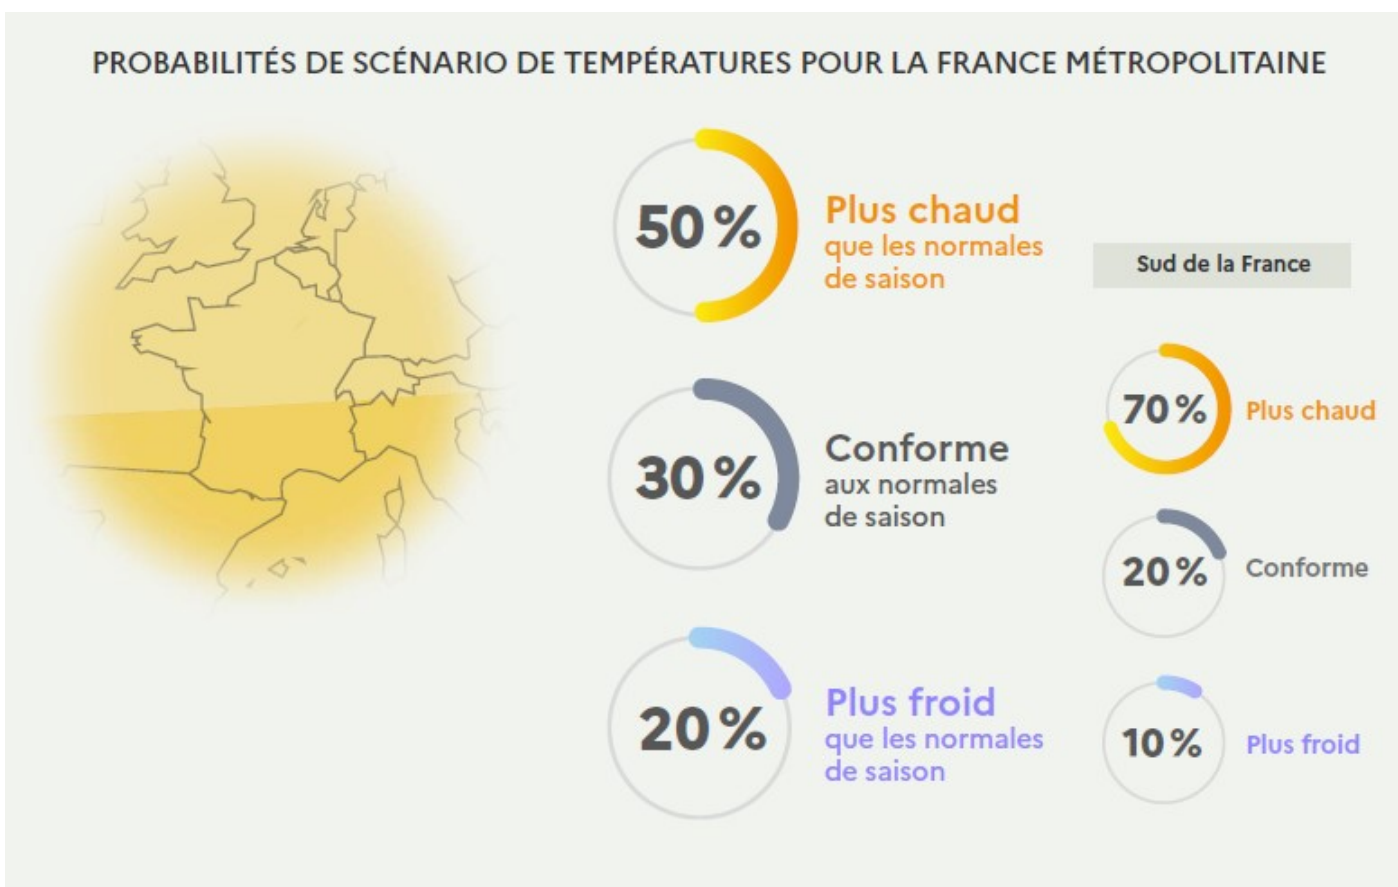 PROBABILITÉS DE SCÉNARIO DE TEMPÉRATURES POUR LA FRANCE MÉTROPOLITAINE
50 %
Plus chaud
que les normales
de saison
30 %
Conforme
aux normales
de saison
20 %
Plus froid
que les normales
de saison
Sud de la France
70 %
Plus chaud
20 %
Conforme
10 %
Plus froid